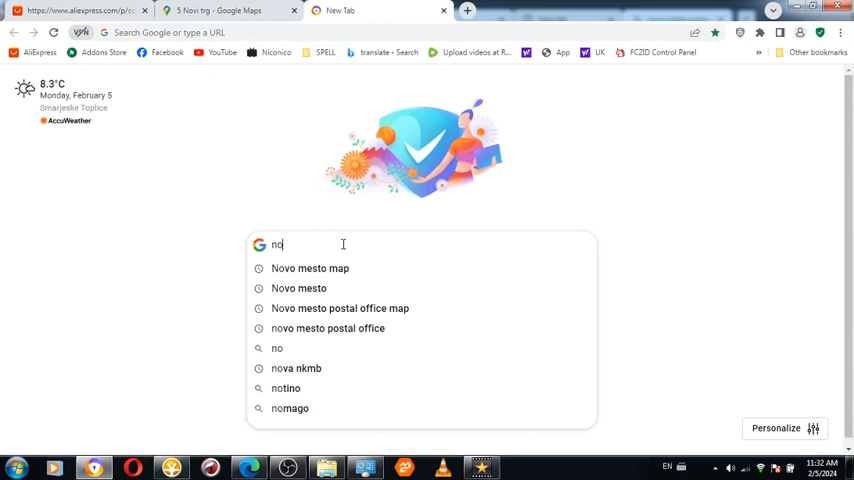 https://www.aliexpress.com/p/co
5 Novi trg - Google Maps
New Tab
VPN
Search Google or type a URL
AliExpress
Addons Store
Facebook
YouTube
Niconico
SPELL
translate - Search
Upload videos at R...
App
UK
FC2ID Control Panel
Other bookmarks
8.3°C
Monday, February 5
Smarjeske Toplice
AccuWeather
no
Novo mesto map
Novo mesto
Novo mesto postal office map
novo mesto postal office
no
nova nkmb
notino
nomago
Personalize
EN
11:32 AM
2/5/2024